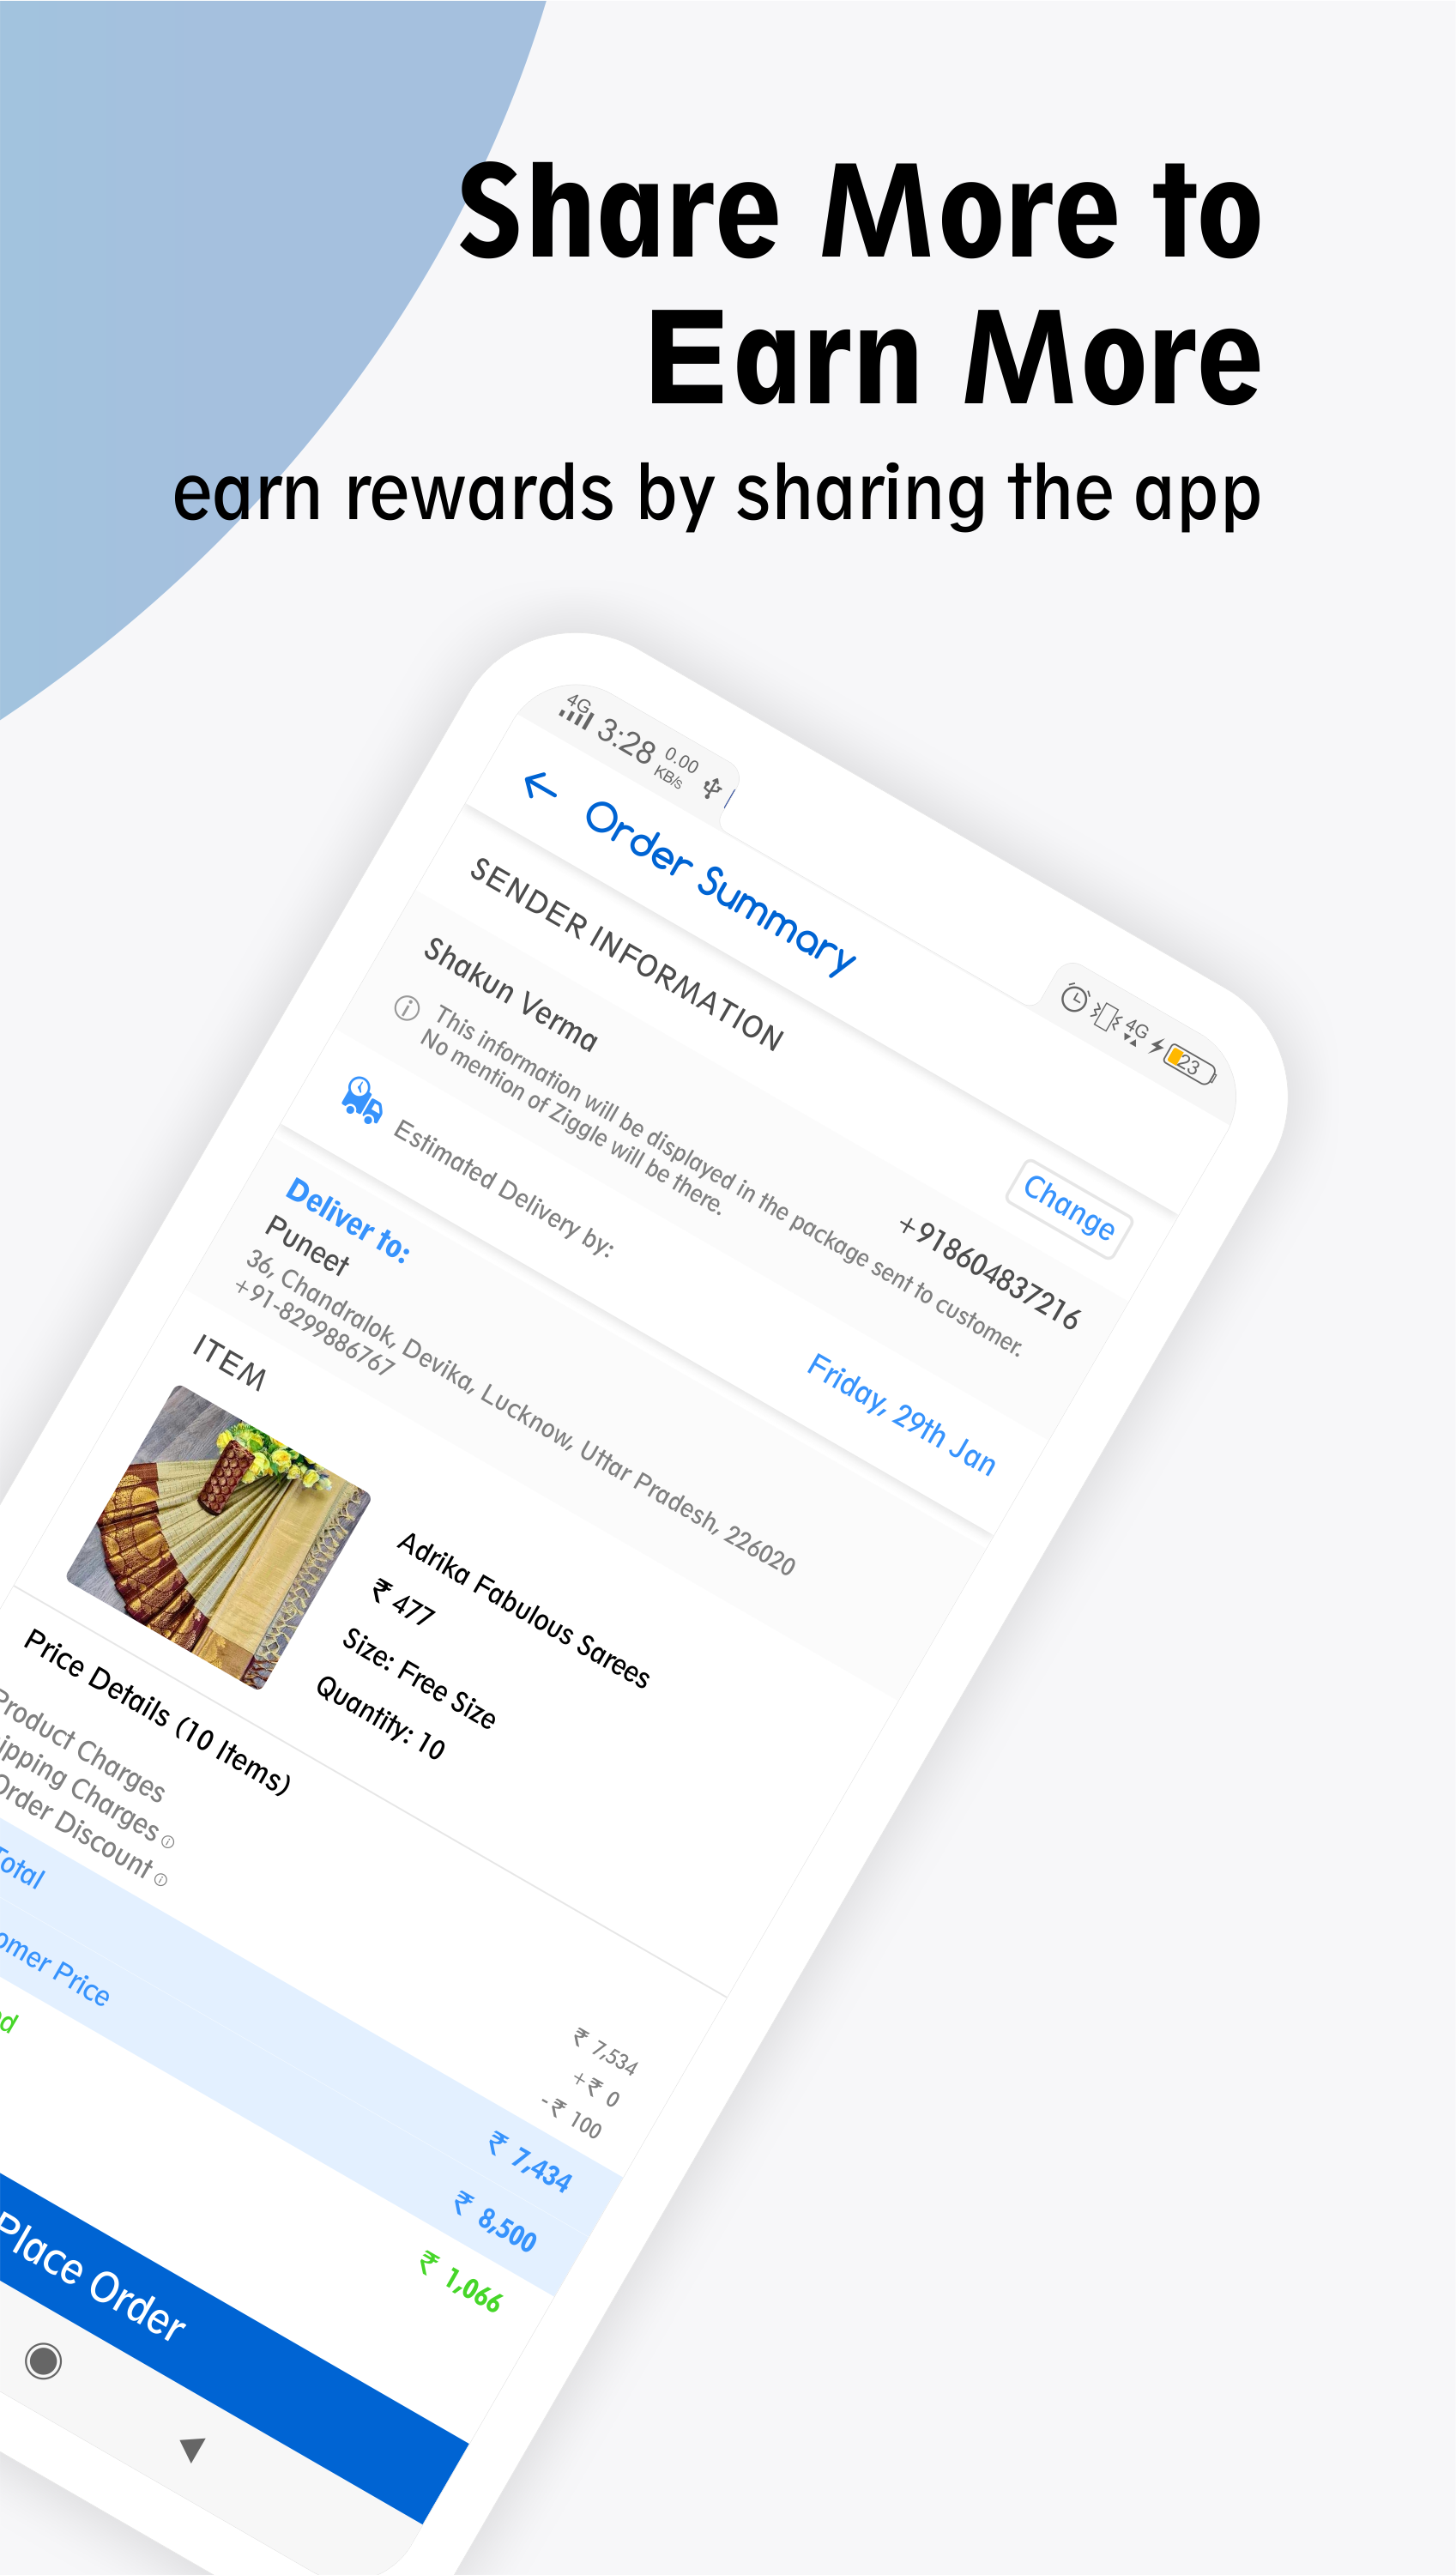 Share More to
Earn More
earn rewards by sharing the app
4G
3:28
0.00
KB/s
4G
23
Order Summary
SENDER INFORMATION
Change
Shakun Verma
+918604837216
This information will be displayed in the package sent to customer.
No mention of Ziggle will be there.
Estimated Delivery by:
Friday, 29th Jan
Deliver to:
Puneet
36, Chandralok, Devika, Lucknow, Uttar Pradesh, 226020
+91-8299886767
ITEM
Adrika Fabulous Sarees
₹ 477
Size: Free Size
Quantity: 10
Price Details (10 Items)
Product Charges
₹ 7,534
ipping Charges
+₹ 0
Order Discount
-₹ 100
Total
₹ 7,434
omer Price
₹ 8,500
₹ 1,066
Place Order